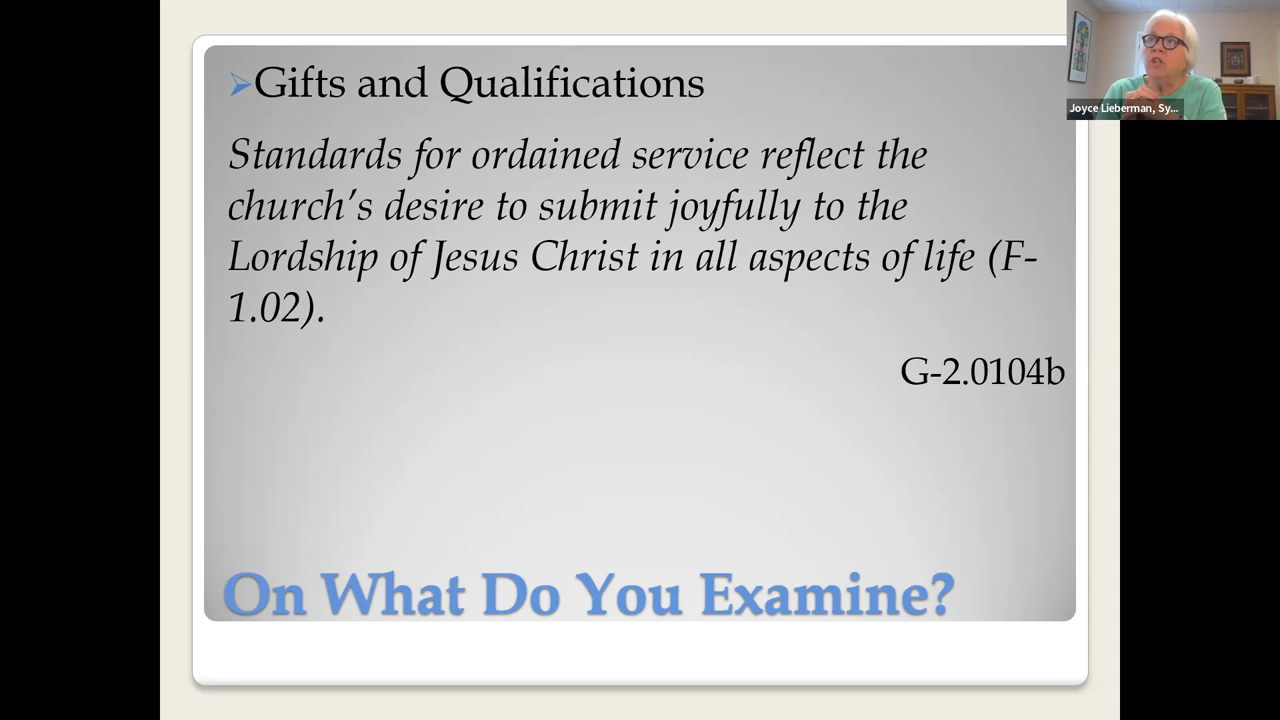 Gifts and Qualifications
Standards for ordained service reflect the
church’s desire to submit joyfully to the
Lordship of Jesus Christ in all aspects of life (F-
1.02).
G-2.0104b
On What Do You Examine?
Joyce Lieberman, Sy...